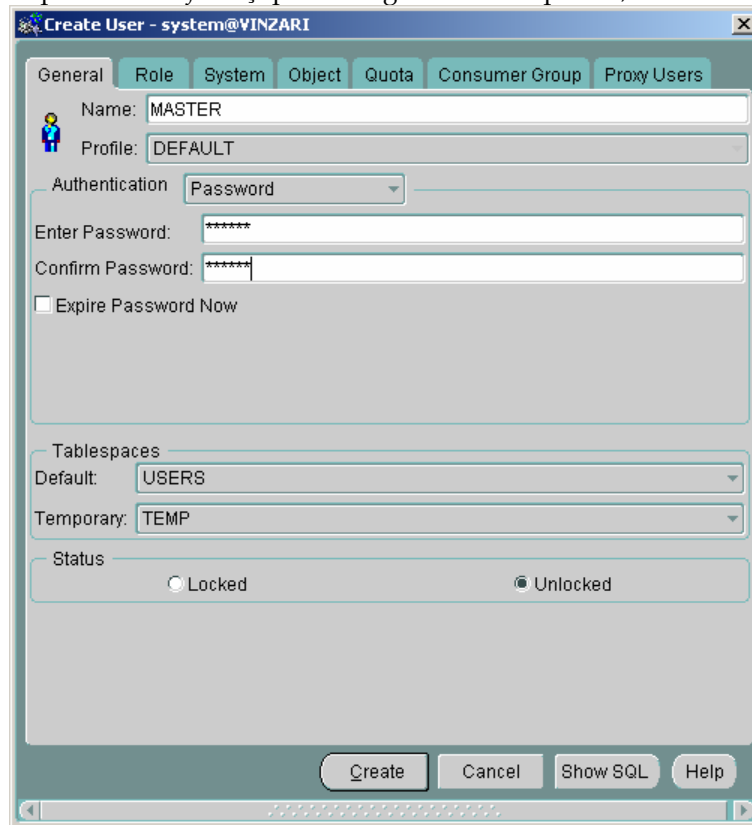 Create User - system@VINZARI
General Role System Object Quota Consumer Group Proxy Users
Name: MASTER
Profile: DEFAULT
Authentication Password
Enter Password: ******
Confirm Password: ******
Expire Password Now
Tablespaces
Default: USERS
Temporary: TEMP
Status
Locked Unlocked
Create Cancel Show SQL Help